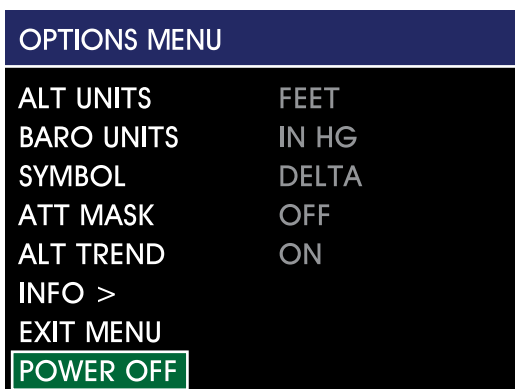 OPTIONS MENU
ALT UNITS FEET
BARO UNITS IN HG
SYMBOL DELTA
ATT MASK OFF
ALT TREND ON
INFO >
EXIT MENU
POWER OFF